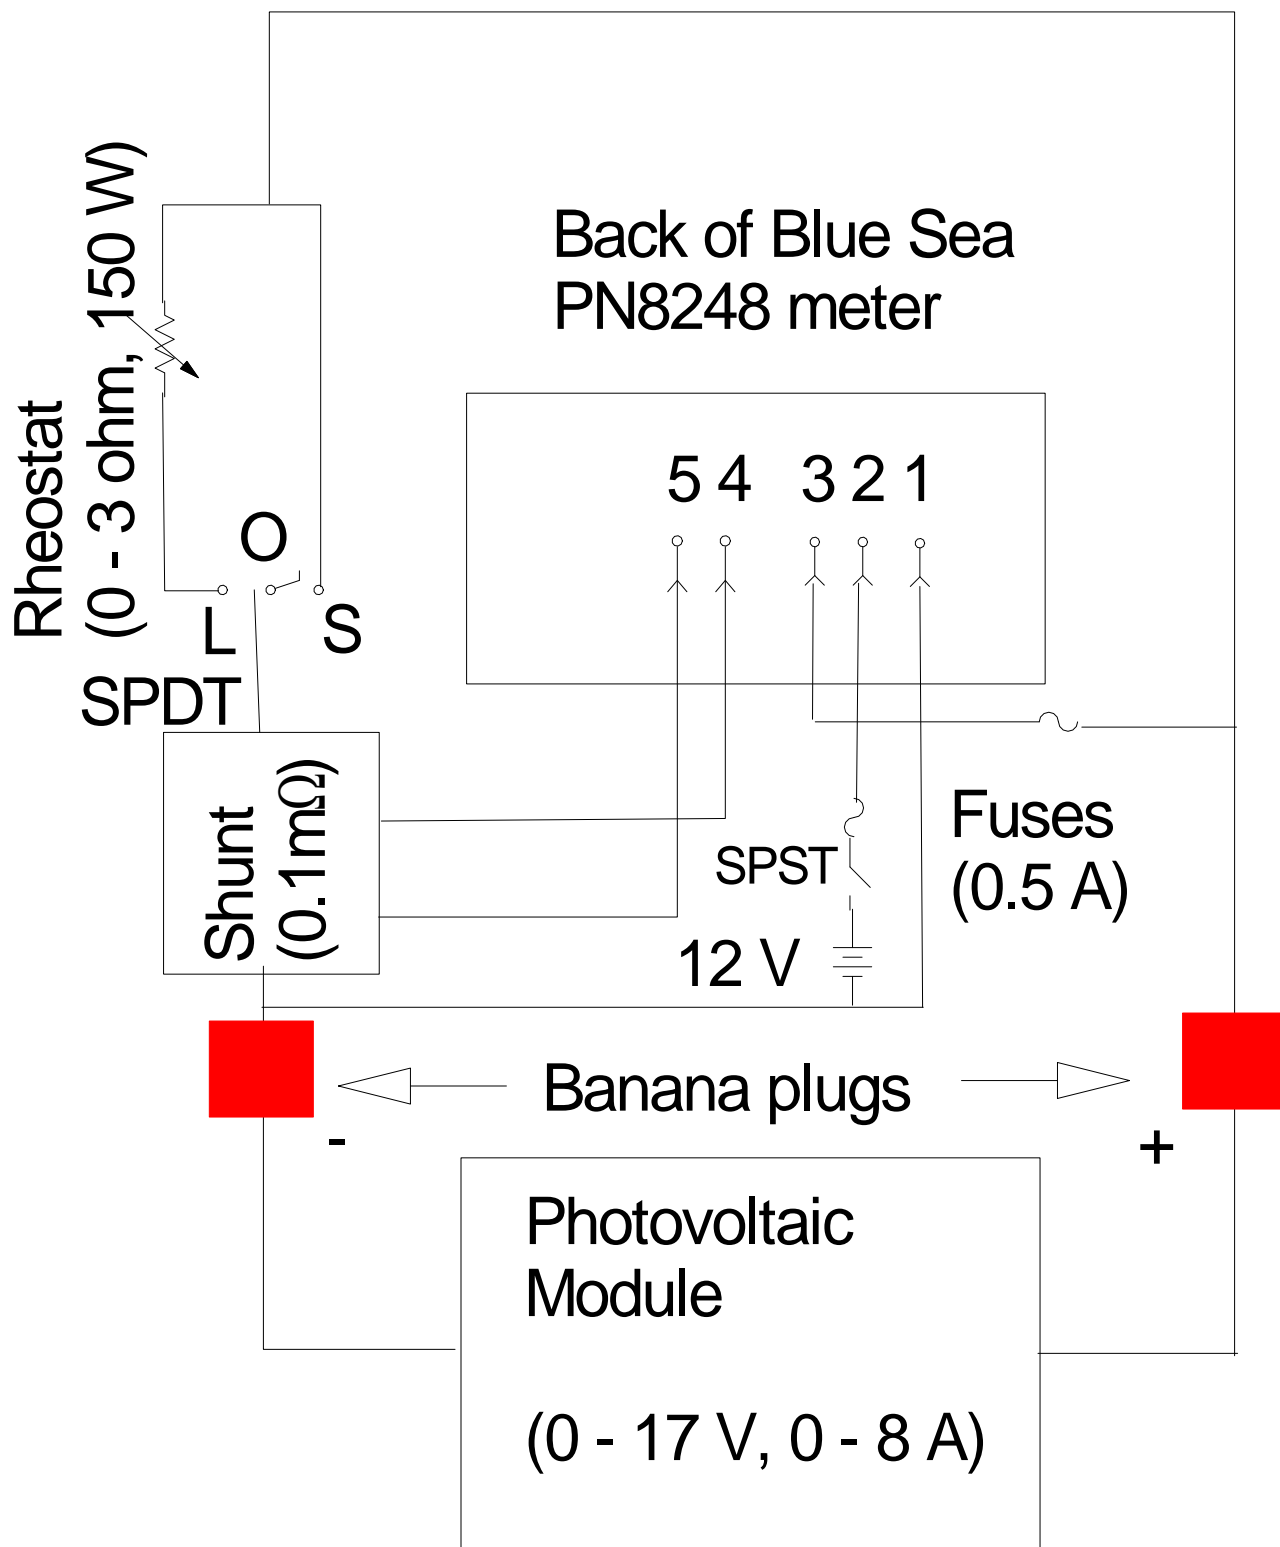 Rheostat
(0 - 3 ohm, 150 W)
Back of Blue Sea
PN8248 meter
5 4 3 2 1
O
L S
SPDT
Shunt
(0.1mΩ)
Fuses
(0.5 A)
SPST
12 V
Banana plugs
- +
Photovoltaic
Module
(0 - 17 V, 0 - 8 A)